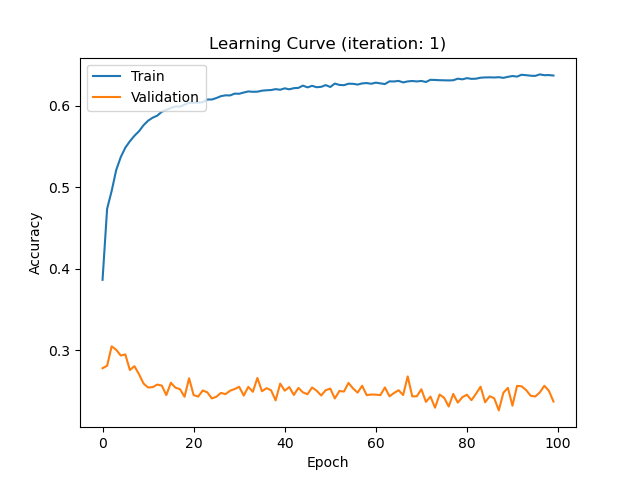 Learning Curve (iteration: 1)
Train
Validation
0.6
0.5
0.4
0.3
Accuracy
0 20 40 60 80 100
Epoch